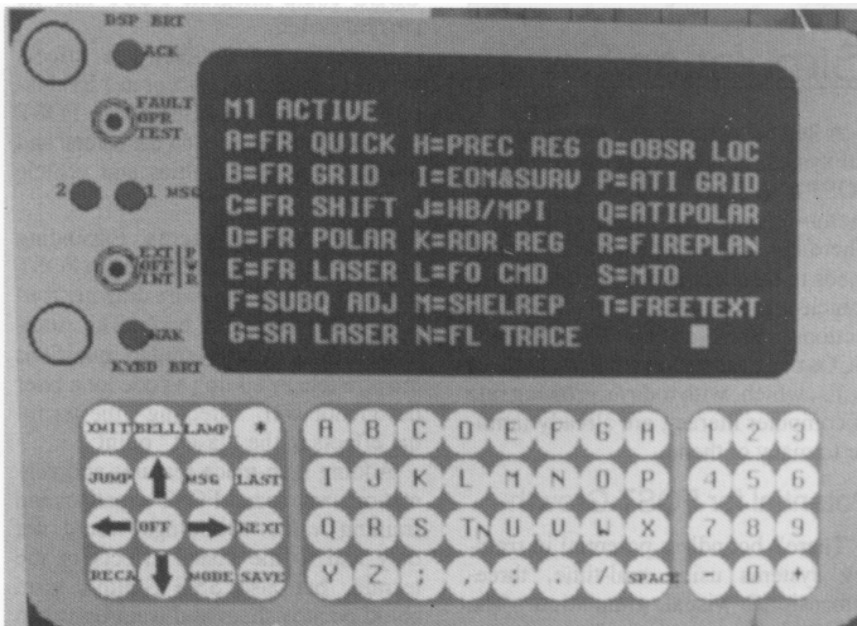 DSP BRT
ACK
FAULT
OPR
TEST
2 1 MSG
EXT P
OFF W
INT R
NAK
KYBD BRT
M1 ACTIVE
A=FR QUICK H=PREC REG O=OBSR LOC
B=FR GRID I=EOM&SURV P=ATI GRID
C=FR SHIFT J=HB/MPI Q=ATIPOLAR
D=FR POLAR K=RDR REG R=FIREPLAN
E=FR LASER L=FO CMD S=MTO
F=SUBQ ADJ M=SHELREP T=FREETEXT
G=SA LASER N=FL TRACE
XMIT BELL LAMP *
JUMP MSG LAST
OFF NEXT
RECA MODE SAVE
A B C D E F G H
I J K L M N O P
Q R S T U V W X
Y Z ; , : . / SPACE
1 2 3
4 5 6
7 8 9
- 0 +